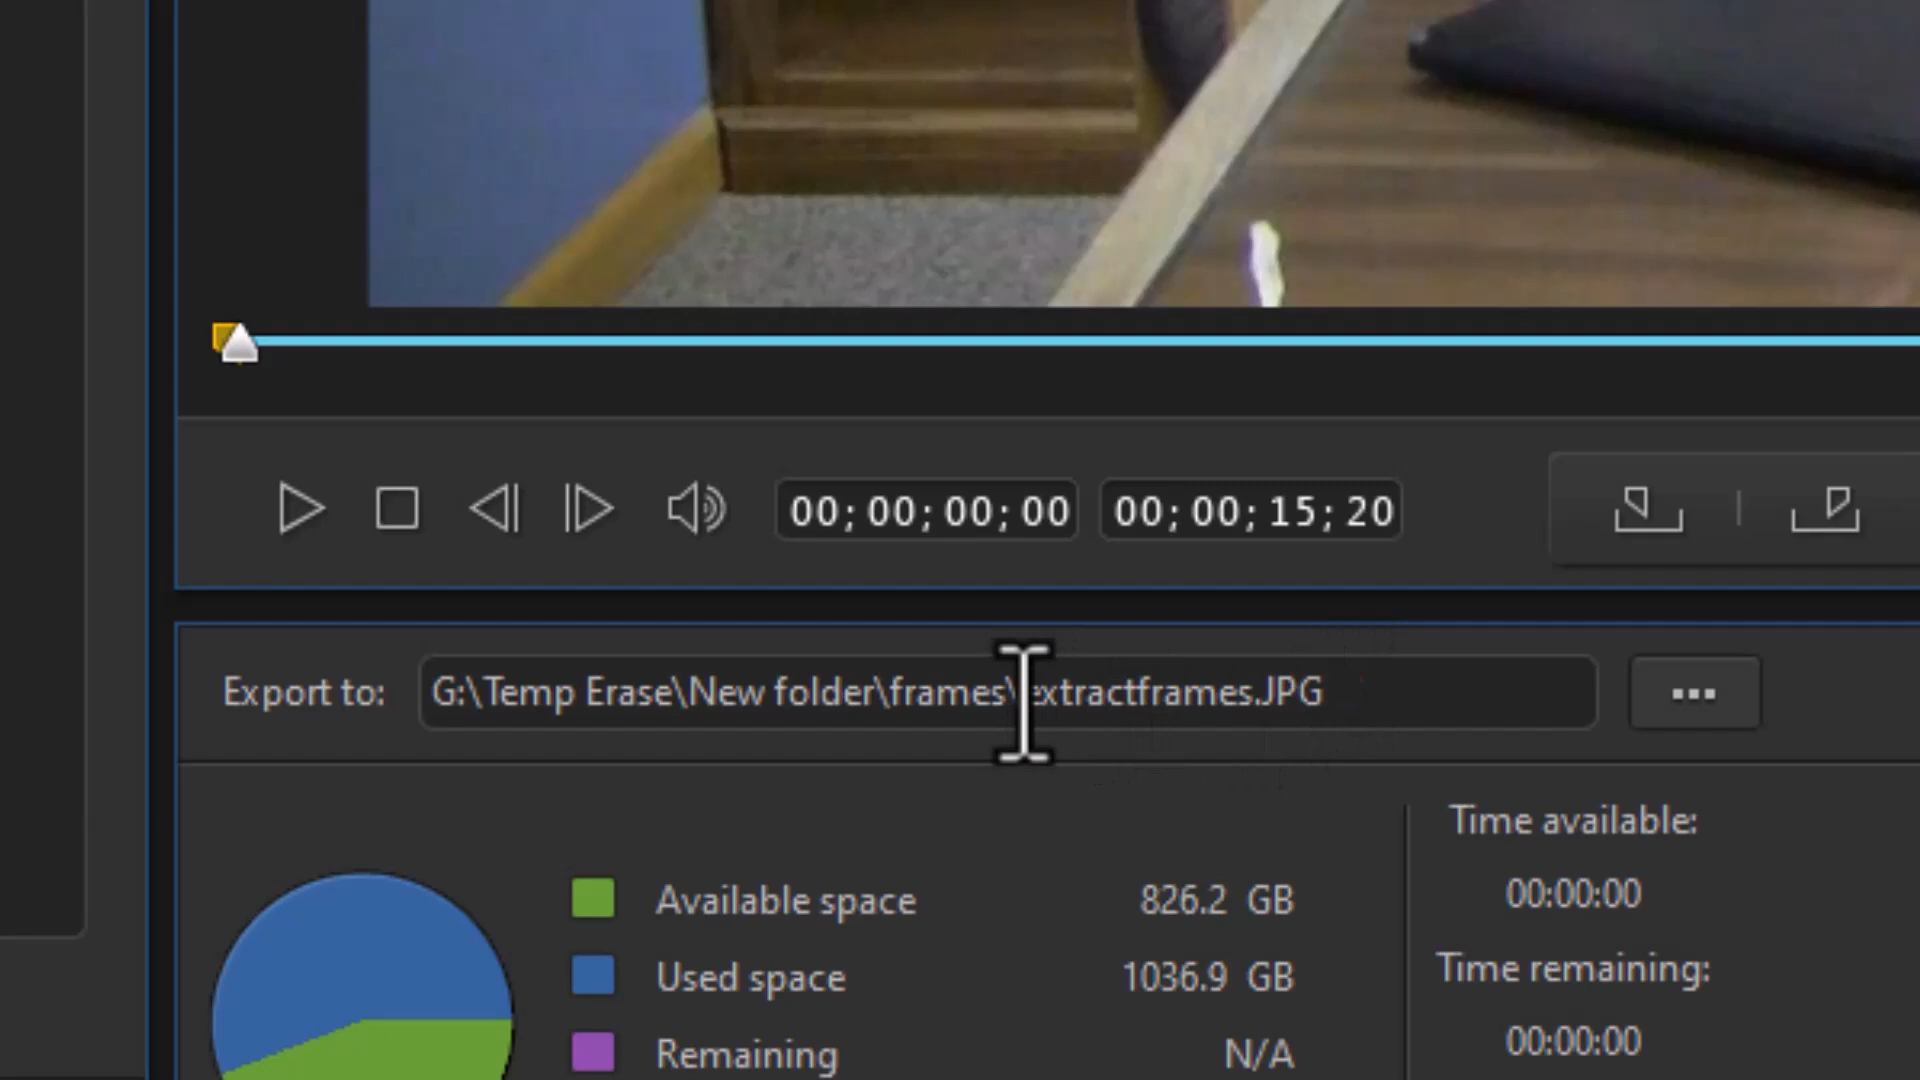 00;00;00;00 00;00;15;20
Export to: G:\Temp Erase\New folder\frames\extractframes.JPG
Time available:
Available space 826.2 GB 00:00:00
Used space 1036.9 GB Time remaining:
Remaining N/A 00:00:00